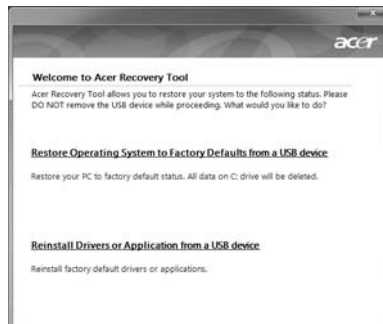 acer
Welcome to Acer Recovery Tool
Acer Recovery Tool allows you to restore your system to the following status. Please
DO NOT remove the USB device while proceeding. What would you like to do?
Restore Operating System to Factory Defaults from a USB device
Restore your PC to factory default status. All data on C: drive will be deleted.
Reinstall Drivers or Application from a USB device
Reinstall factory default drivers or applications.